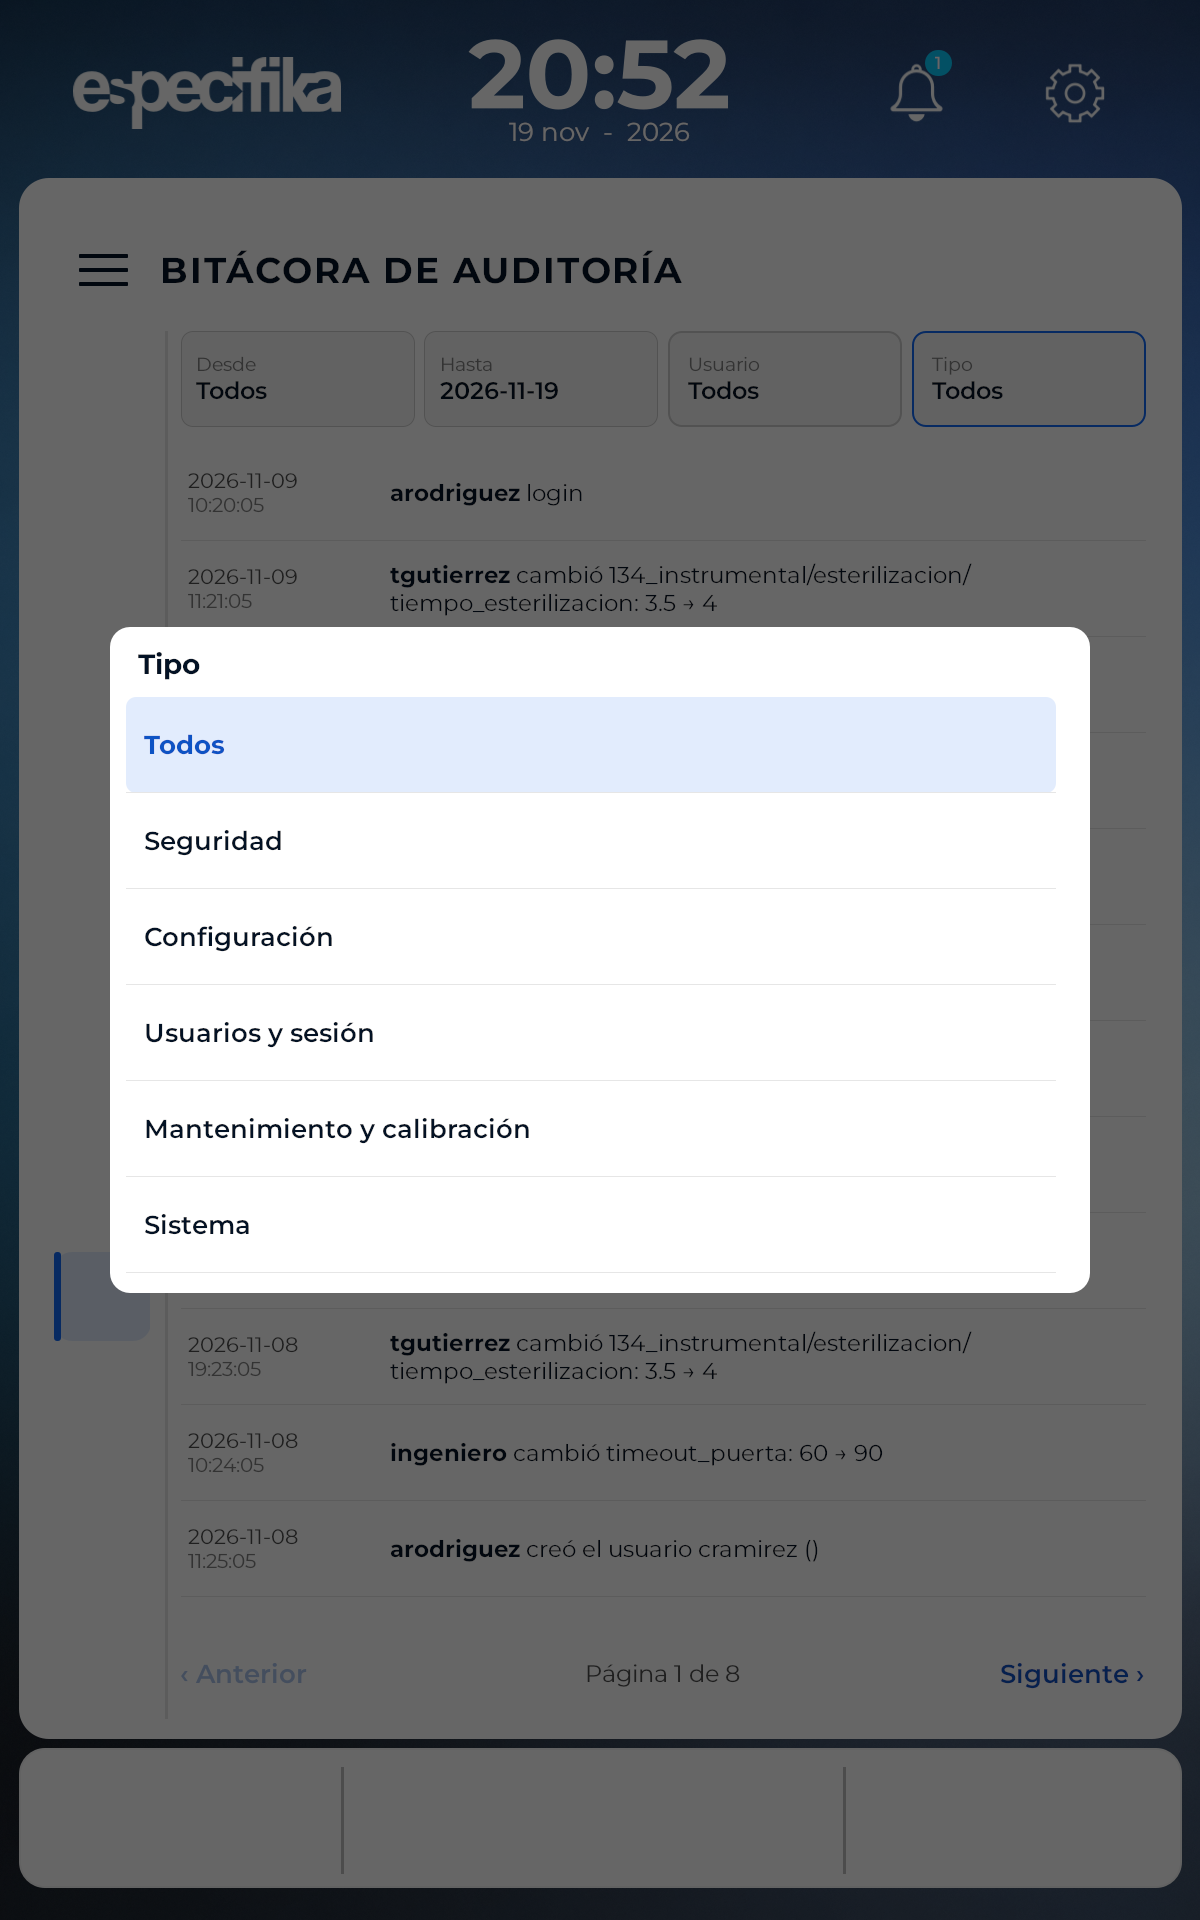 especifika
20:52
19 nov - 2026
1
BITÁCORA DE AUDITORÍA
Desde
Todos
Hasta
2026-11-19
Usuario
Todos
Tipo
Todos
2026-11-09
10:20:05
arodriguez login
2026-11-09
11:21:05
tgutierrez cambió 134_instrumental/esterilizacion/
tiempo_esterilizacion: 3.5 → 4
Tipo
Todos
Seguridad
Configuración
Usuarios y sesión
Mantenimiento y calibración
Sistema
2026-11-08
19:23:05
tgutierrez cambió 134_instrumental/esterilizacion/
tiempo_esterilizacion: 3.5 → 4
2026-11-08
10:24:05
ingeniero cambió timeout_puerta: 60 → 90
2026-11-08
11:25:05
arodriguez creó el usuario cramirez ()
‹ Anterior
Página 1 de 8
Siguiente ›